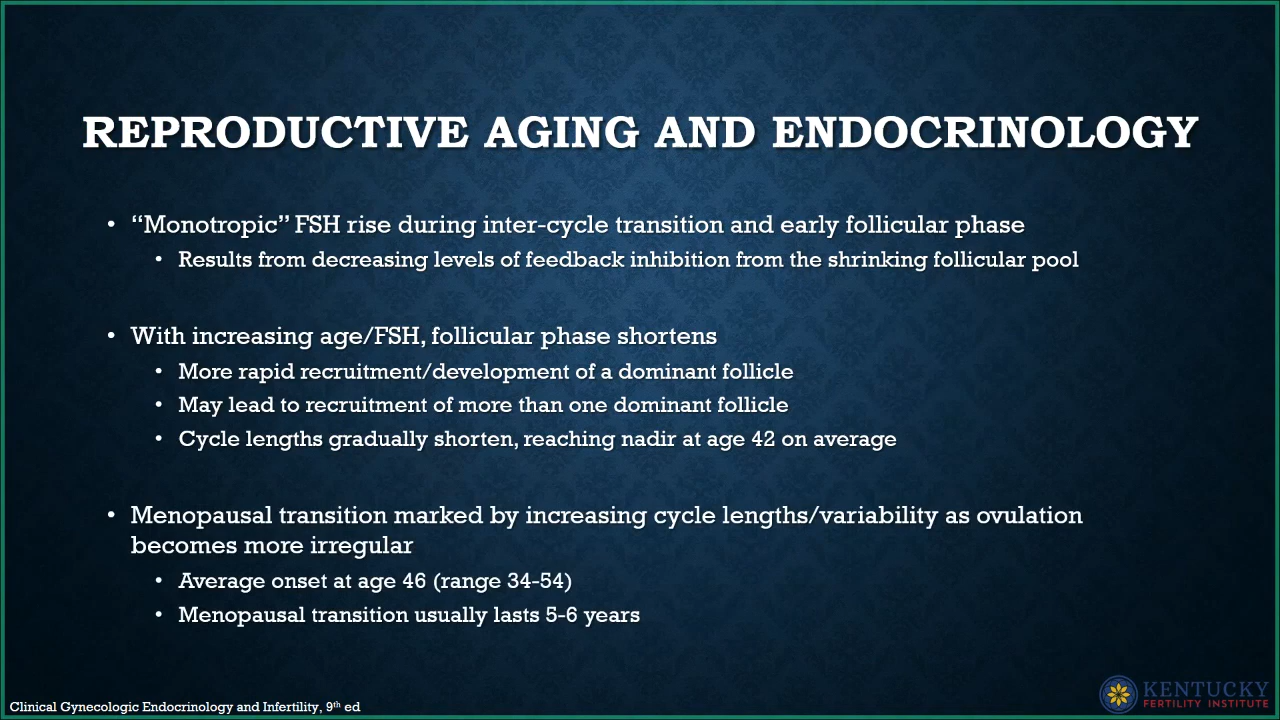 REPRODUCTIVE AGING AND ENDOCRINOLOGY
• “Monotropic” FSH rise during inter-cycle transition and early follicular phase
• Results from decreasing levels of feedback inhibition from the shrinking follicular pool
• With increasing age/FSH, follicular phase shortens
• More rapid recruitment/development of a dominant follicle
• May lead to recruitment of more than one dominant follicle
• Cycle lengths gradually shorten, reaching nadir at age 42 on average
• Menopausal transition marked by increasing cycle lengths/variability as ovulation
becomes more irregular
• Average onset at age 46 (range 34-54)
• Menopausal transition usually lasts 5-6 years
Clinical Gynecologic Endocrinology and Infertility, 9th ed
KENTUCKY
FERTILITY INSTITUTE